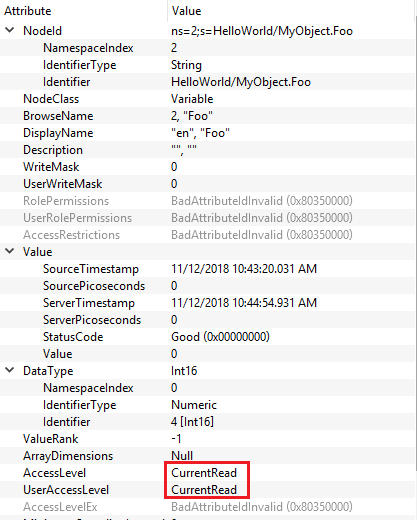 Attribute Value
NodeId ns=2;s=HelloWorld/MyObject.Foo
NamespaceIndex 2
IdentifierType String
Identifier HelloWorld/MyObject.Foo
NodeClass Variable
BrowseName 2, "Foo"
DisplayName "en", "Foo"
Description "", ""
WriteMask 0
UserWriteMask 0
RolePermissions BadAttributeIdInvalid (0x80350000)
UserRolePermissions BadAttributeIdInvalid (0x80350000)
AccessRestrictions BadAttributeIdInvalid (0x80350000)
Value
SourceTimestamp 11/12/2018 10:43:20.031 AM
SourcePicoseconds 0
ServerTimestamp 11/12/2018 10:44:54.931 AM
ServerPicoseconds 0
StatusCode Good (0x00000000)
Value 0
DataType Int16
NamespaceIndex 0
IdentifierType Numeric
Identifier 4 [Int16]
ValueRank -1
ArrayDimensions Null
AccessLevel CurrentRead
UserAccessLevel CurrentRead
AccessLevelEx BadAttributeIdInvalid (0x80350000)